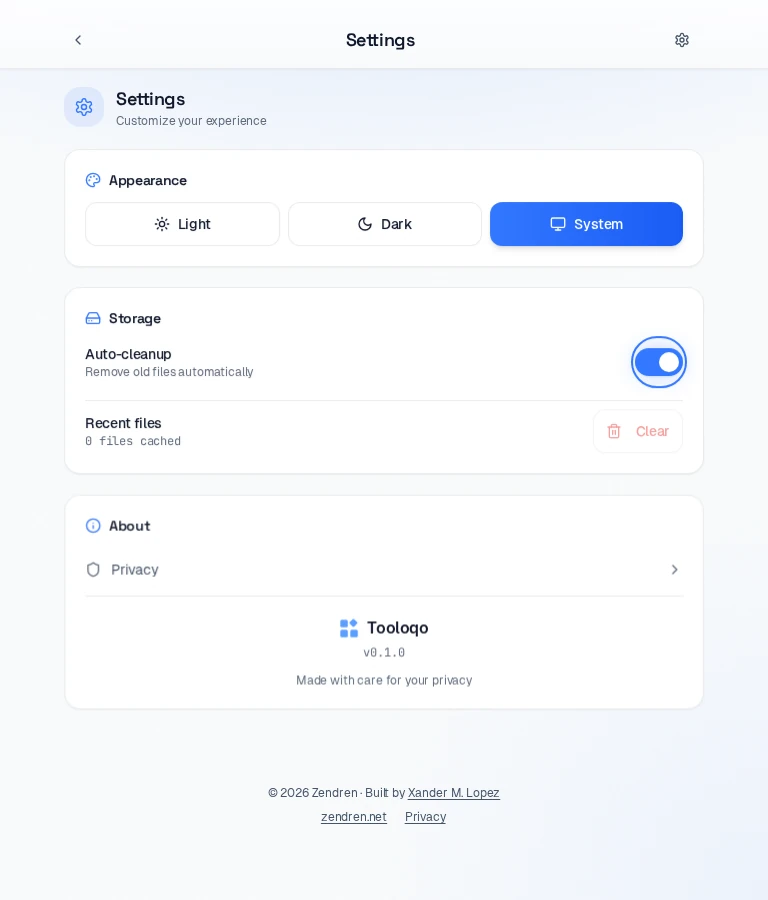 Settings
Settings
Customize your experience
Appearance
Light
Dark
System
Storage
Auto-cleanup
Remove old files automatically
Recent files
0 files cached
Clear
About
Privacy
Tooloqo
v0.1.0
Made with care for your privacy
© 2026 Zendren · Built by Xander M. Lopez
zendren.net Privacy